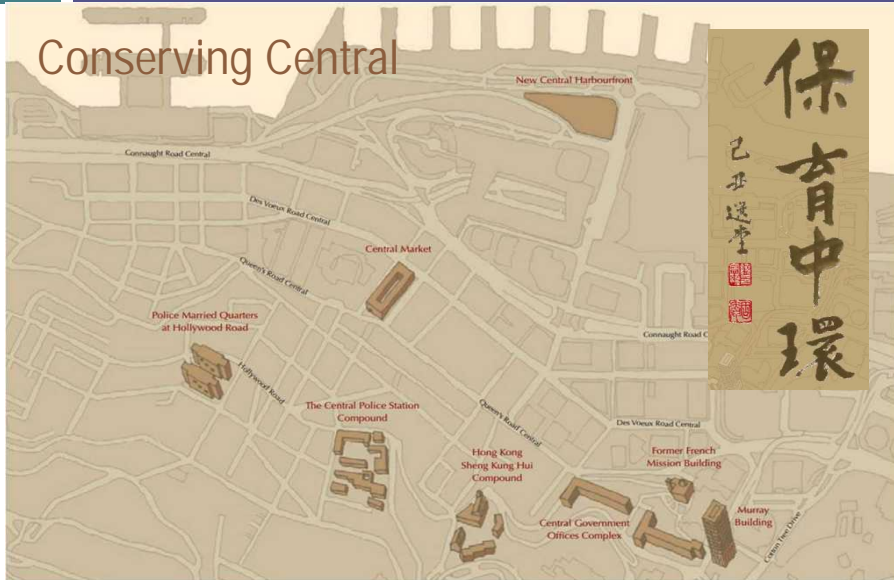 Conserving Central
New Central Harbourfront
保育中環
己丑選堂
Connaught Road Central
Des Voeux Road Central
Central Market
Queen's Road Central
Police Married Quarters
at Hollywood Road
Hollywood Road
Connaught Road C
The Central Police Station
Compound
Queen's Road Central
Des Voeux Road Central
Hong Kong
Sheng Kung Hui
Compound
Former French
Mission Building
Central Government
Offices Complex
Murray
Building
Cotton Tree Drive